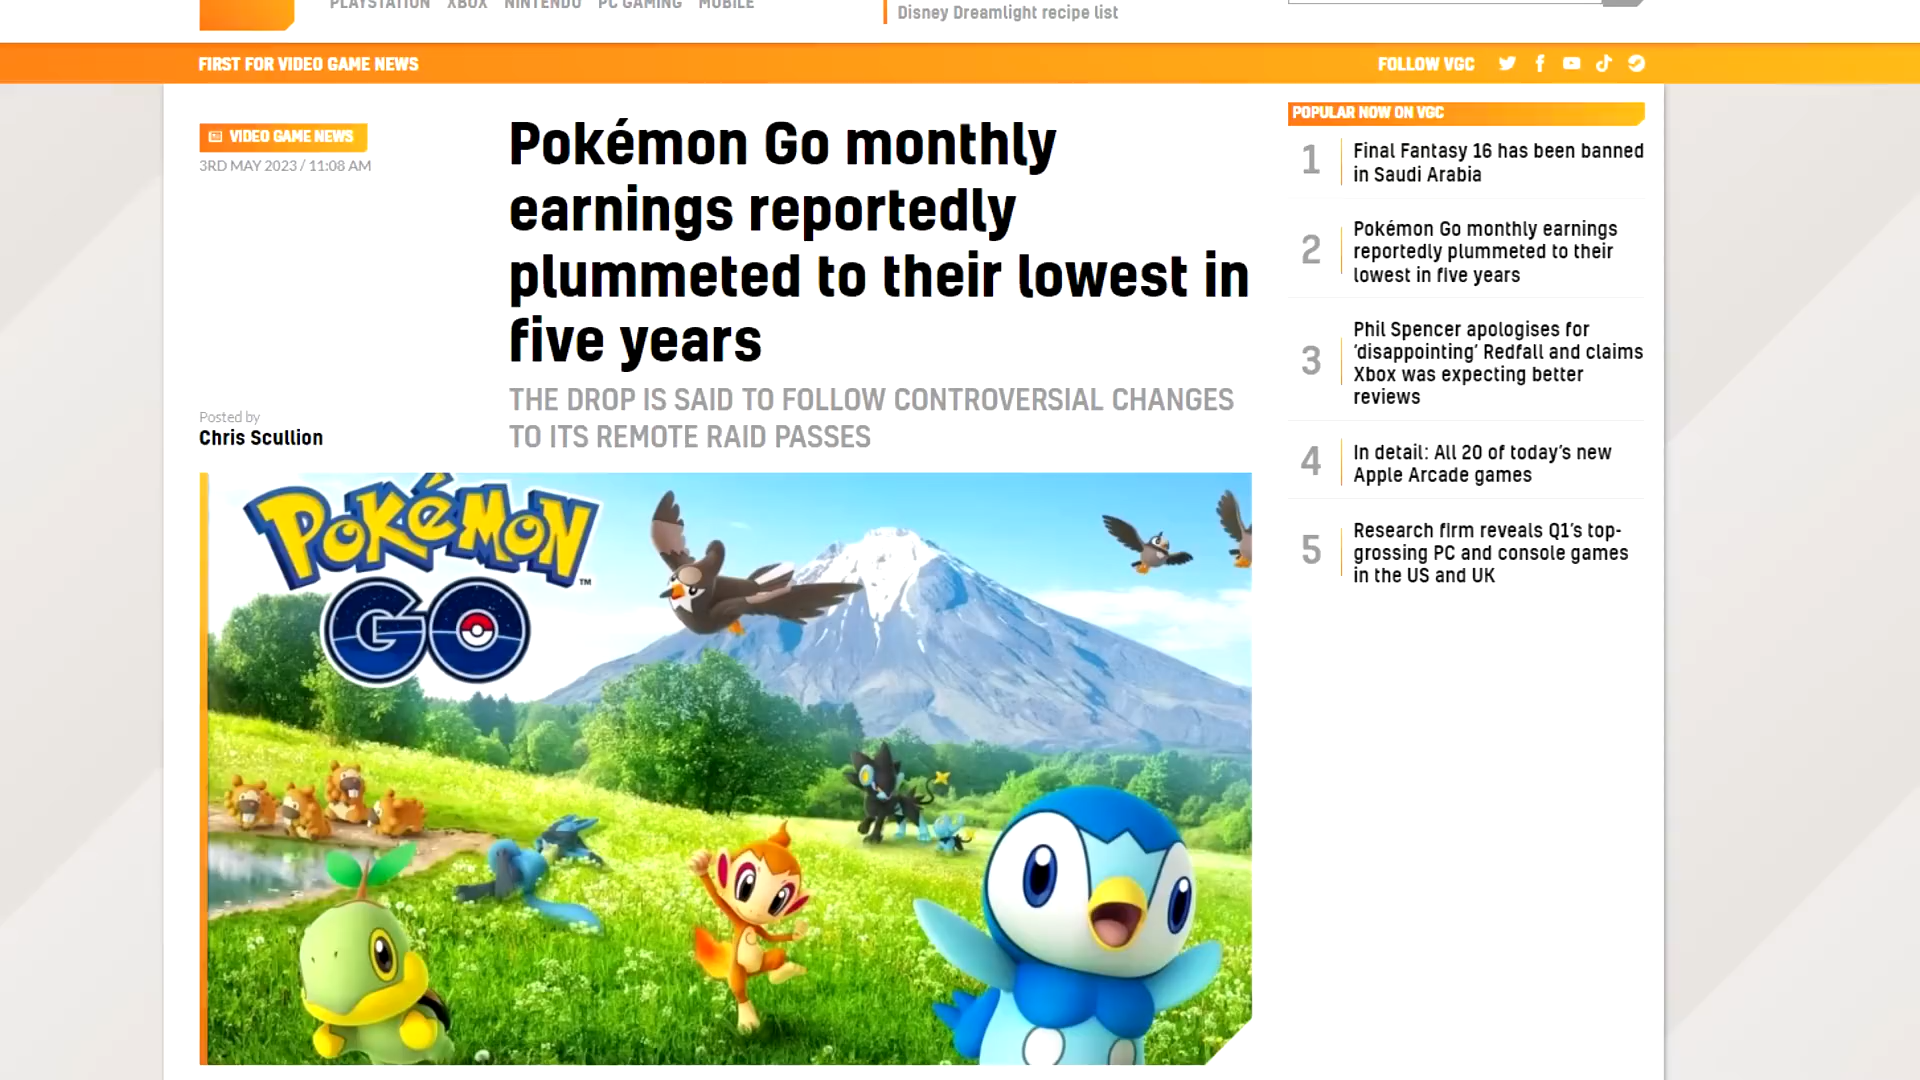 PLAYSTATION XBOX NINTENDO PC GAMING MOBILE
Disney Dreamlight recipe list
FIRST FOR VIDEO GAME NEWS
FOLLOW VGC
VIDEO GAME NEWS
3RD MAY 2023 / 11:08 AM
Posted by
Chris Scullion
Pokémon Go monthly
earnings reportedly
plummeted to their lowest in
five years
THE DROP IS SAID TO FOLLOW CONTROVERSIAL CHANGES
TO ITS REMOTE RAID PASSES
POKéMON
GO
TM
POPULAR NOW ON VGC
1
Final Fantasy 16 has been banned
in Saudi Arabia
2
Pokémon Go monthly earnings
reportedly plummeted to their
lowest in five years
3
Phil Spencer apologises for
‘disappointing’ Redfall and claims
Xbox was expecting better
reviews
4
In detail: All 20 of today’s new
Apple Arcade games
5
Research firm reveals Q1’s top-
grossing PC and console games
in the US and UK